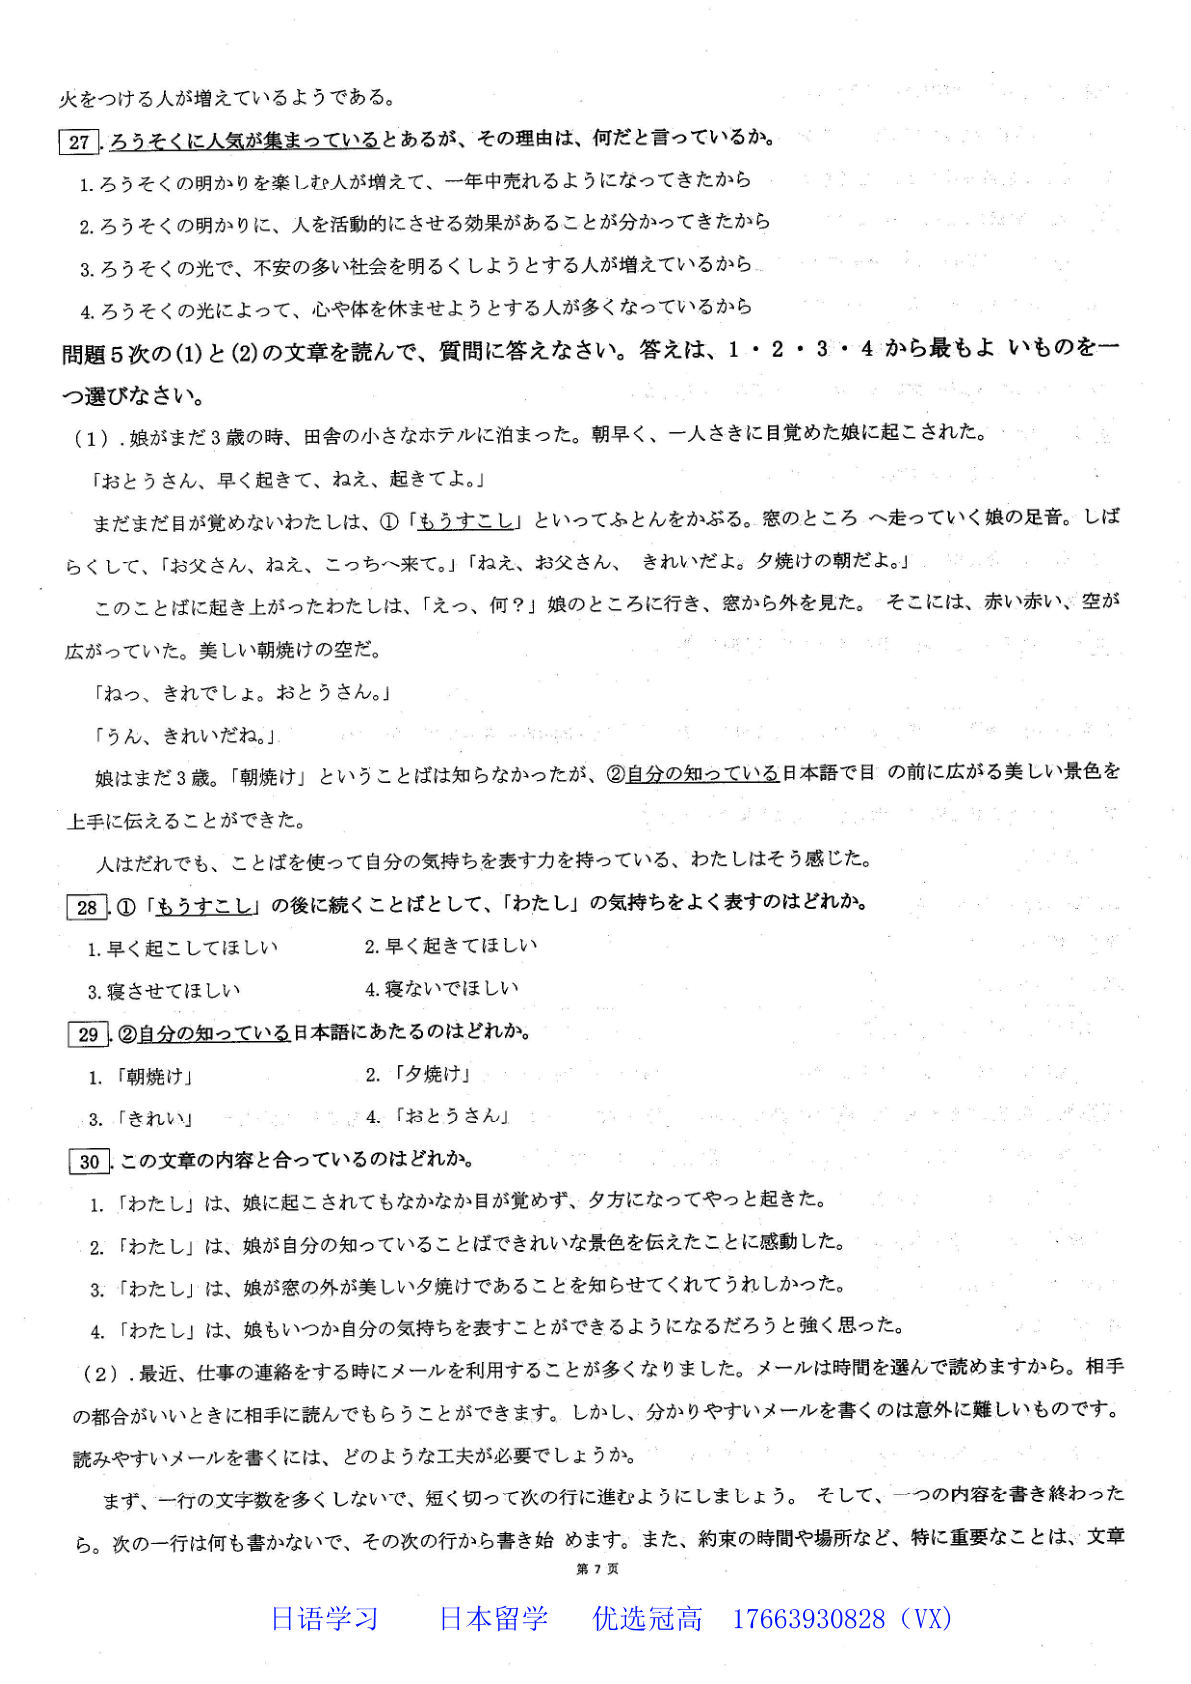 火をつける人が増えているようである。
27.ろうそくに人気が集まっているとあるが、その理由は、何だと言っているか。
1.ろうそくの明かりを楽しむ人が増えて、一年中売れるようになってきたから
2.ろうそくの明かりに、人を活動的にさせる効果があることが分かってきたから
3.ろうそくの光で、不安の多い社会を明るくしようとする人が増えているから
4.ろうそくの光によって、心や体を休ませようとする人が多くなっているから
問題5次の(1)と(2)の文章を読んで、質問に答えなさい。答えは、1・2・3・4 から最もよ いものを一
つ選びなさい。
（1）.娘がまだ3歳の時、田舎の小さなホテルに泊まった。朝早く、一人さきに目覚めた娘に起こされた。
「おとうさん、早く起きて、ねえ、起きてよ。」
まだまだ目が覚めないわたしは、①「もうすこし」といってふとんをかぶる。窓のところ へ走っていく娘の足音。しば
らくして、「お父さん、ねえ、こっちへ来て。」「ねえ、お父さん、 きれいだよ。夕焼けの朝だよ。」
このことばに起き上がったわたしは、「えっ、何？」娘のところに行き、窓から外を見た。 そこには、赤い赤い、空が
広がっていた。美しい朝焼けの空だ。
「ねっ、きれでしょ。おとうさん。」
「うん、きれいだね。」
娘はまだ3歳。「朝焼け」ということばは知らなかったが、②自分の知っている日本語で目 の前に広がる美しい景色を
上手に伝えることができた。
人はだれでも、ことばを使って自分の気持ちを表す力を持っている、わたしはそう感じた。
28.①「もうすこし」の後に続くことばとして、「わたし」の気持ちをよく表すのはどれか。
1.早く起こしてほしい 2.早く起きてほしい
3.寝させてほしい 4.寝ないでほしい
29.②自分の知っている日本語にあたるのはどれか。
1.「朝焼け」 2.「夕焼け」
3.「きれい」 4.「おとうさん」
30.この文章の内容と合っているのはどれか。
1.「わたし」は、娘に起こされてもなかなか目が覚めず、夕方になってやっと起きた。
2.「わたし」は、娘が自分の知っていることばできれいな景色を伝えたことに感動した。
3.「わたし」は、娘が窓の外が美しい夕焼けであることを知らせてくれてうれしかった。
4.「わたし」は、娘もいつか自分の気持ちを表すことができるようになるだろうと強く思った。
（2）.最近、仕事の連絡をする時にメールを利用することが多くなりました。メールは時間を選んで読めますから。相手
の都合がいいときに相手に読んでもらうことができます。しかし、分かりやすいメールを書くのは意外に難しいものです。
読みやすいメールを書くには、どのような工夫が必要でしょうか。
まず、一行の文字数を多くしないで、短く切って次の行に進むようにしましょう。 そして、一つの内容を書き終わった
ら。次の一行は何も書かないで、その次の行から書き始 めます。また、約束の時間や場所など、特に重要なことは、文章
第 7 页
日语学习 日本留学 优选冠高 17663930828（VX)